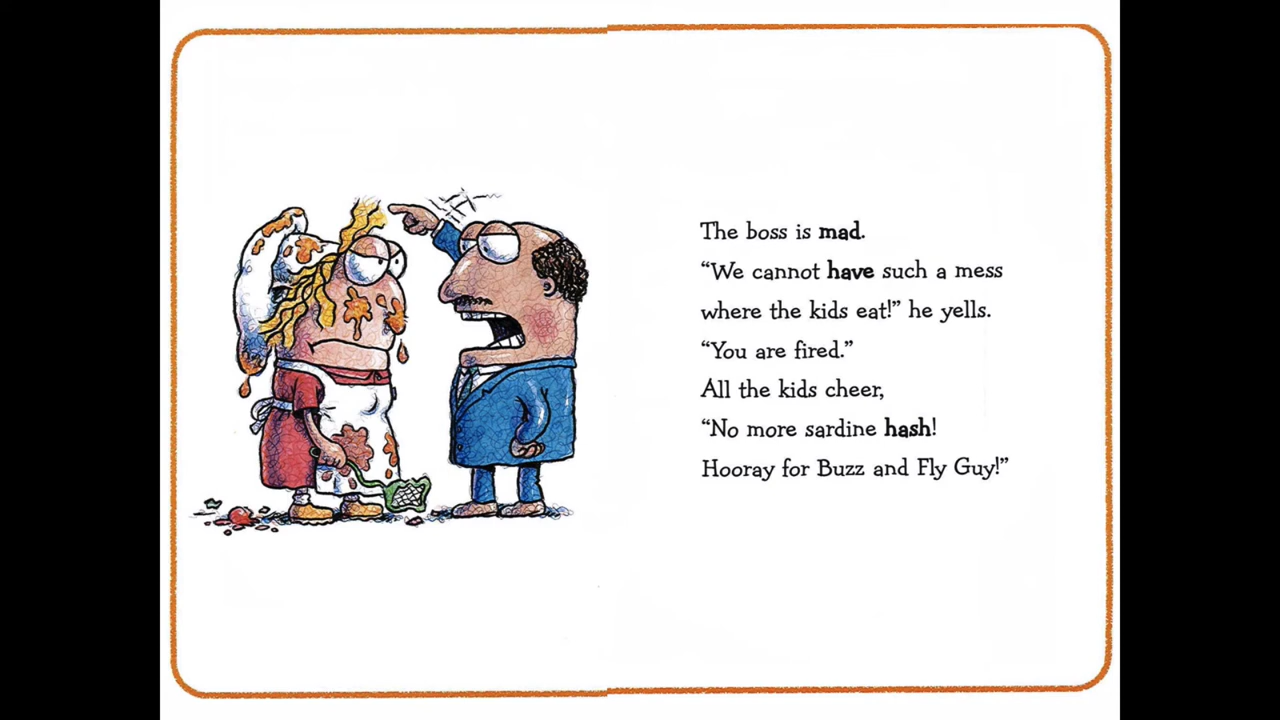 The boss is mad.
“We cannot have such a mess
where the kids eat!” he yells.
“You are fired.”
All the kids cheer,
“No more sardine hash!
Hooray for Buzz and Fly Guy!”